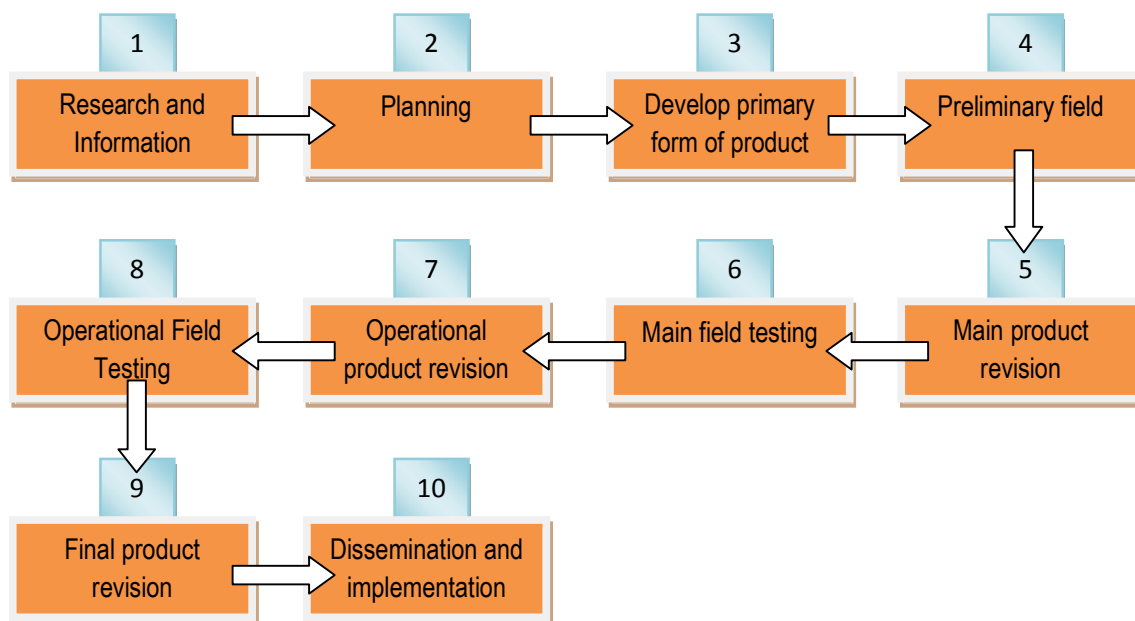 1
Research and
Information
2
Planning
3
Develop primary
form of product
4
Preliminary field
5
Main product
revision
6
Main field testing
7
Operational
product revision
8
Operational Field
Testing
9
Final product
revision
10
Dissemination and
implementation